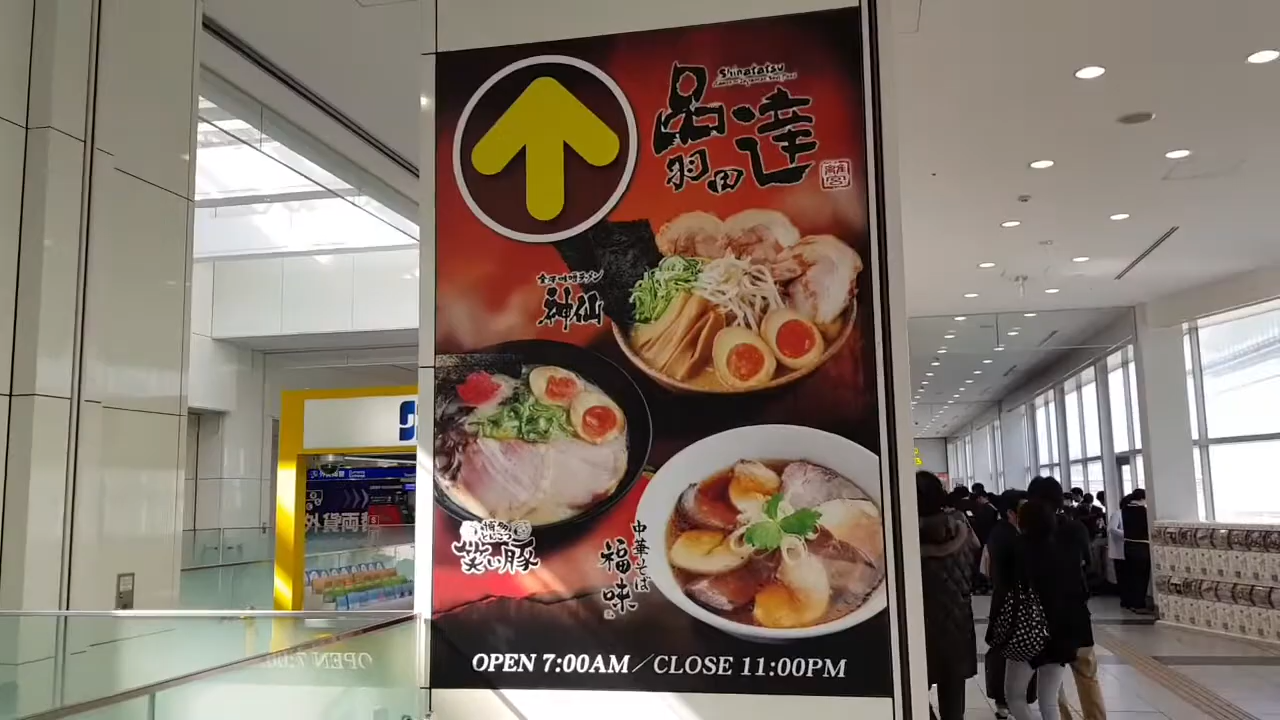 Shinatatsu
品達
羽田
金澤味噌ラーメン
神仙
博多
とんこつ
笑い豚
中華そば
福味
OPEN 7:00AM／CLOSE 11:00PM